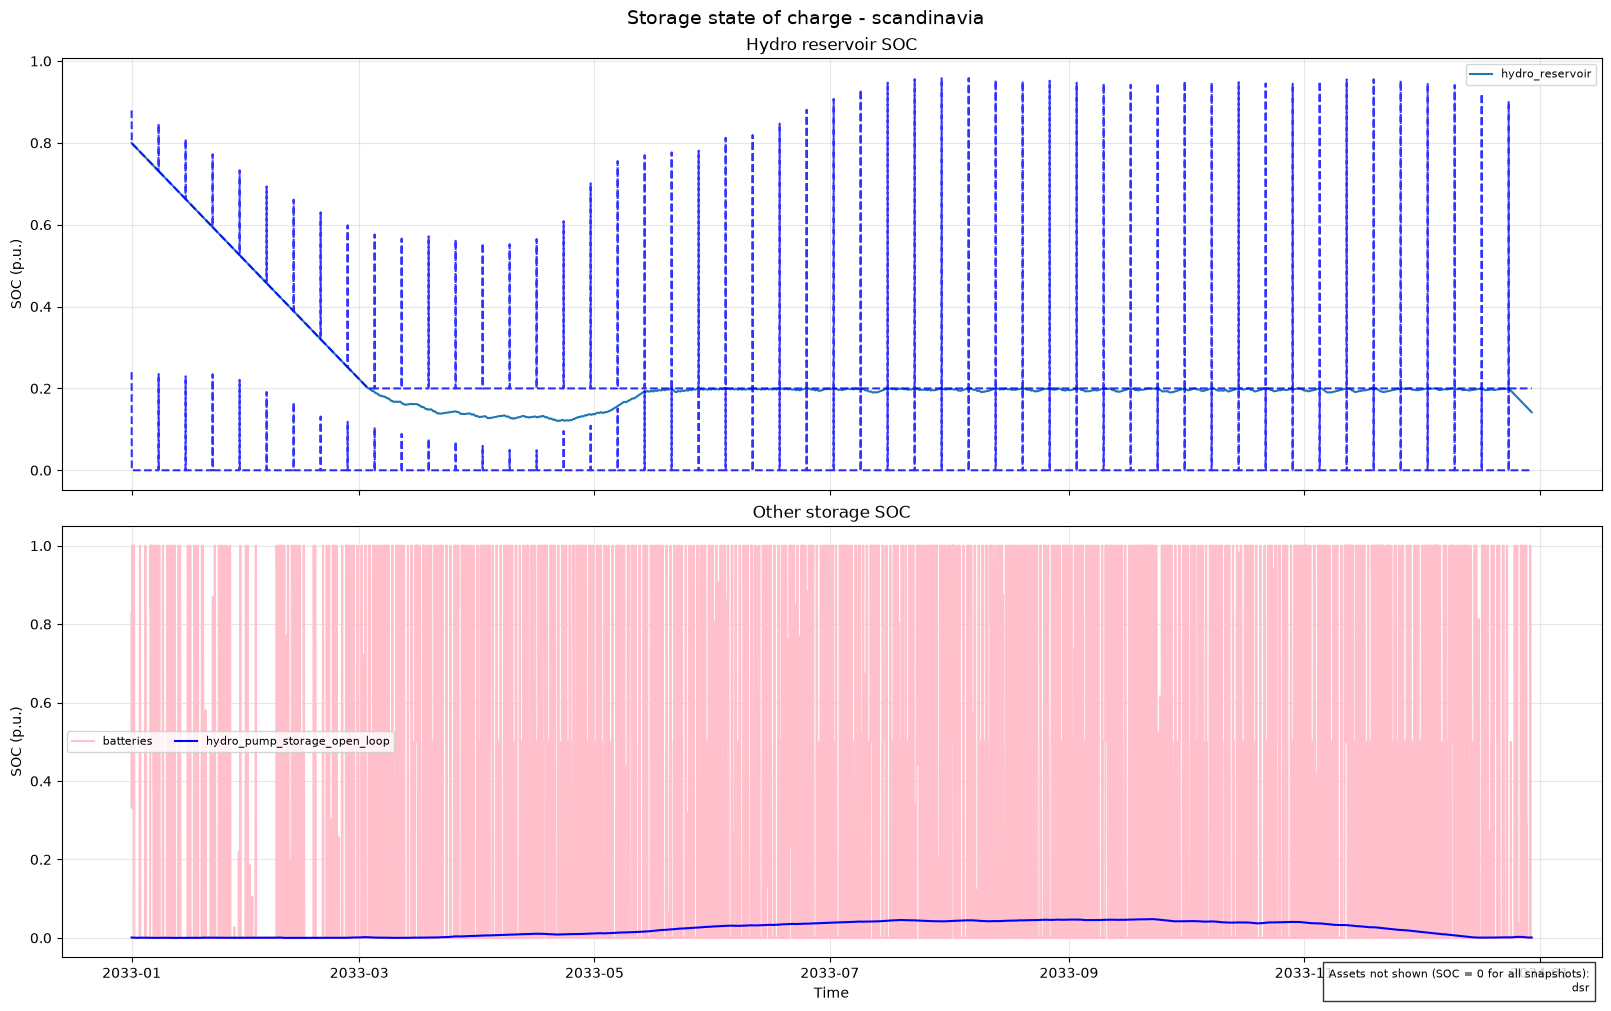 Storage state of charge - scandinavia
Hydro reservoir SOC
hydro_reservoir
1.0
0.8
0.6
0.4
0.2
0.0
SOC (p.u.)
Other storage SOC
1.0
0.8
0.6
0.4
0.2
0.0
SOC (p.u.)
batteries
hydro_pump_storage_open_loop
2033-01
2033-03
2033-05
2033-07
2033-09
2033-1
Time
Assets not shown (SOC = 0 for all snapshots):
dsr